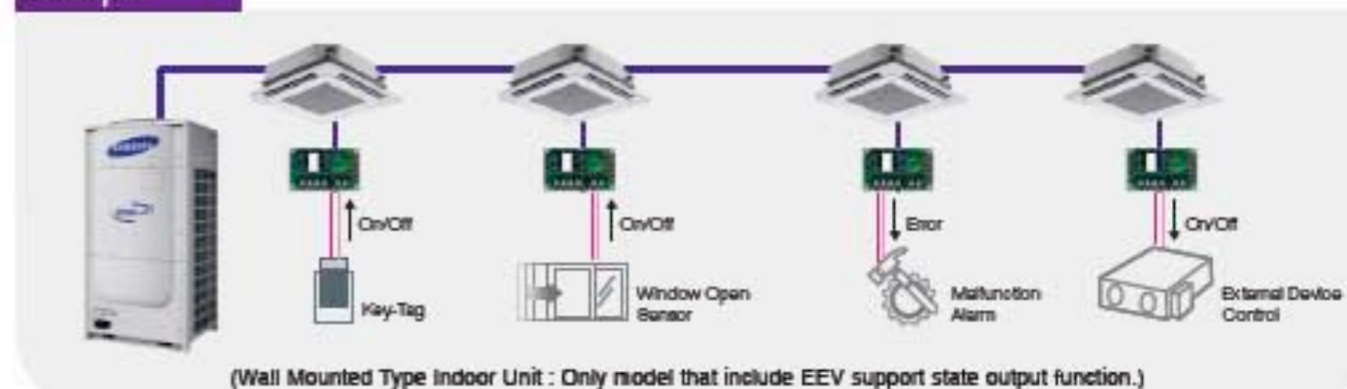 SAMSUNG
On/Off
On/Off
Error
On/Off
Key-Tag
Window Open
Sensor
Malfunction
Alarm
External Device
Control
(Wall Mounted Type Indoor Unit : Only model that include EEV support state output function.)